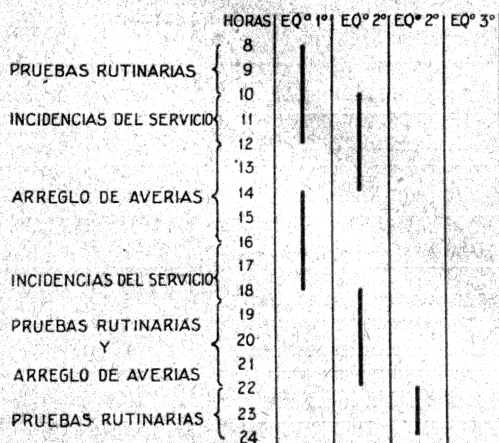 HORAS EQº 1º EQº 2º EQº 2º EQº 3º
8
PRUEBAS RUTINARIAS 9
10
INCIDENCIAS DEL SERVICIO 11
12
13
ARREGLO DE AVERIAS 14
15
16
17
INCIDENCIAS DEL SERVICIO
18
19
PRUEBAS RUTINARIAS
Y 20
21
ARREGLO DE AVERIAS
22
PRUEBAS RUTINARIAS 23
24